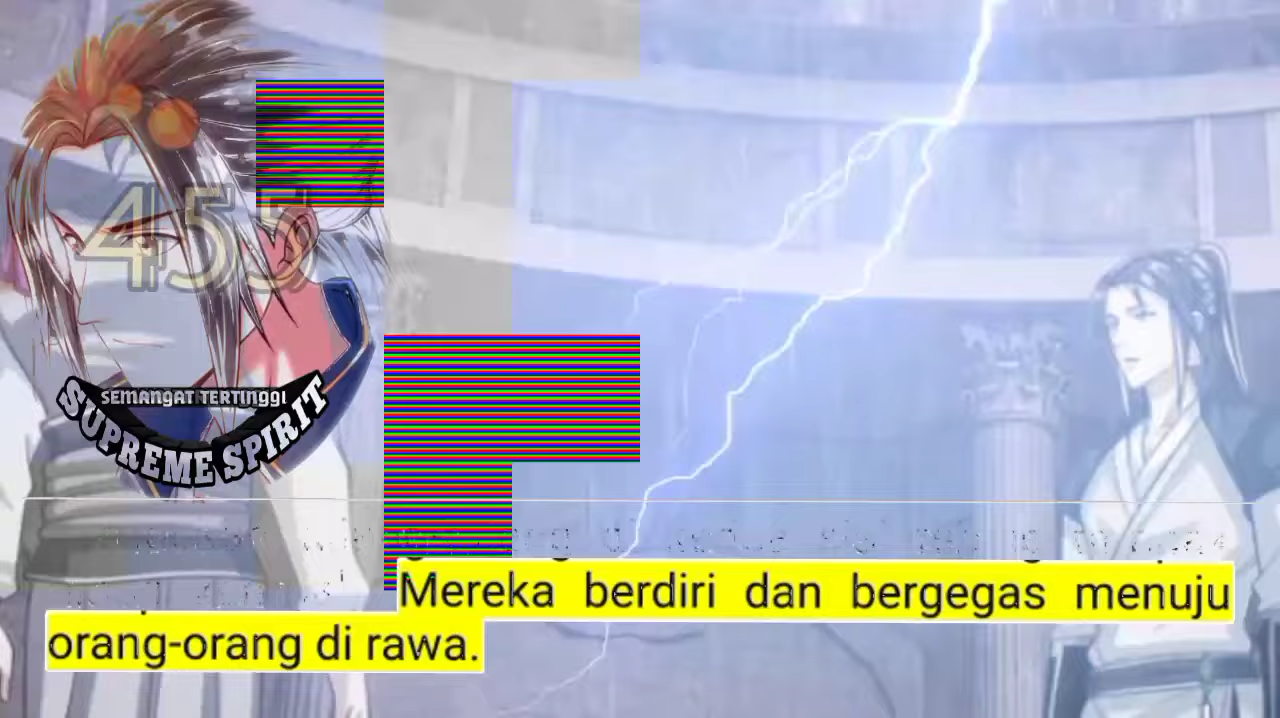 455
SEMANGAT TERTINGGI
SUPREME SPIRIT
Mereka berdiri dan bergegas menuju
orang-orang di rawa.